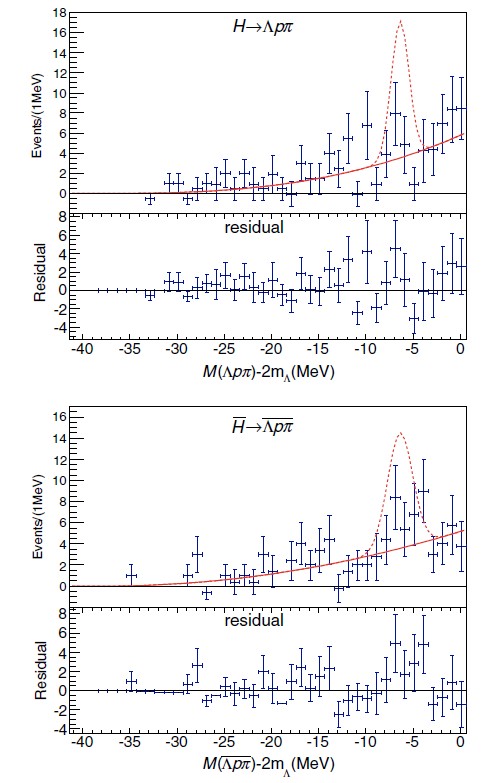 H→Λpπ
18
16
14
12
10
8
6
4
2
0
Events/(1MeV)
residual
8
6
4
2
0
-2
-4
Residual
-40 -35 -30 -25 -20 -15 -10 -5 0
M(Λpπ)-2m_Λ(MeV)
H̅→Λ̅p̅π̅
16
14
12
10
8
6
4
2
0
Events/(1MeV)
residual
8
6
4
2
0
-2
-4
Residual
-40 -35 -30 -25 -20 -15 -10 -5 0
M(Λ̅p̅π̅)-2m_Λ(MeV)